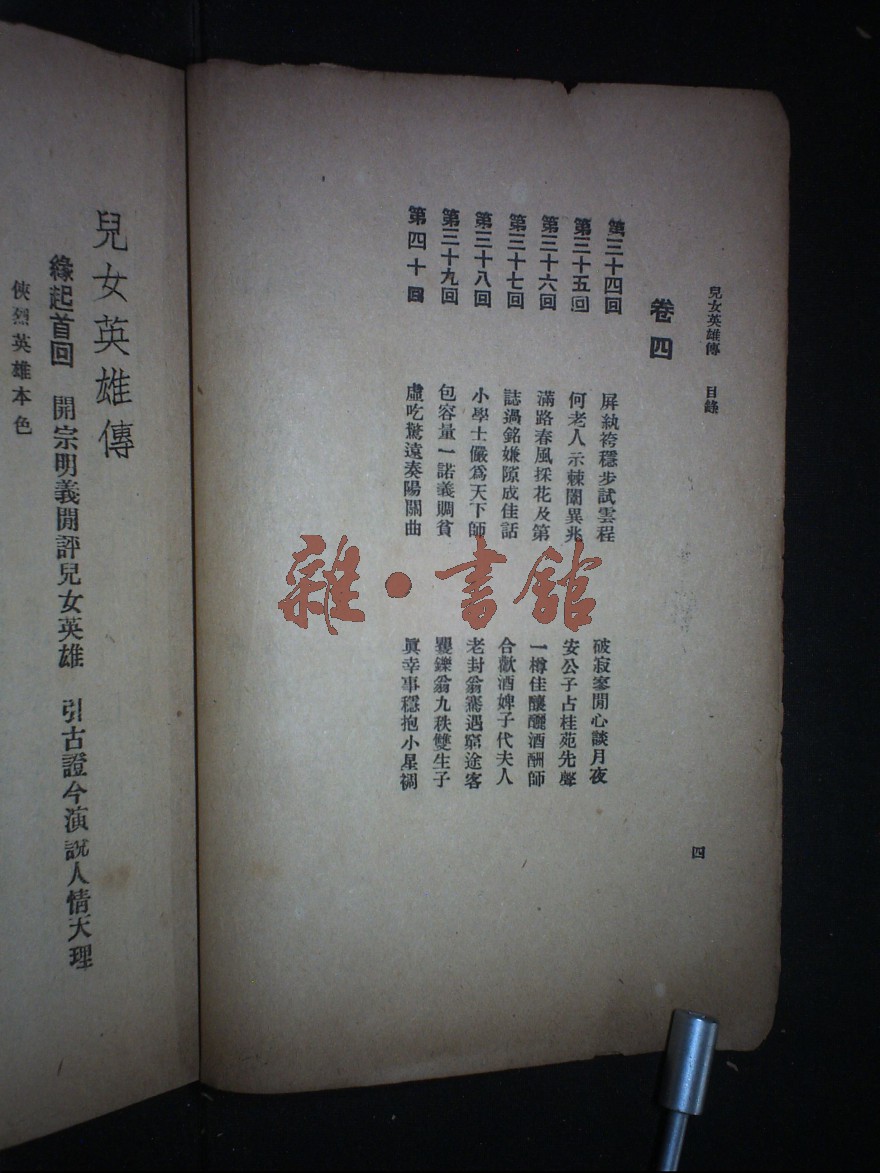 兒女英雄傳 目錄
卷四
第三十四回 屏紈袴穩步試雲程 破寂寥閒心談月夜
第三十五回 何老人示棘闈異兆 安公子占桂苑先聲
第三十六回 滿路春風採花及第 一樽佳釀釃酒酬師
第三十七回 誌過銘嫌隙成佳話 合歡酒婢子代夫人
第三十八回 小學士儼爲天下師 老封翁驀遇窮途客
第三十九回 包容量一諾義賙貧 矍鑠翁九秩雙生子
第四十回 虛吃驚遠奏陽關曲 眞幸事穩抱小星裯
四
兒女英雄傳
緣起首回 開宗明義閒評兒女英雄 引古證今演說人情天理
俠烈英雄本色
雜·書館